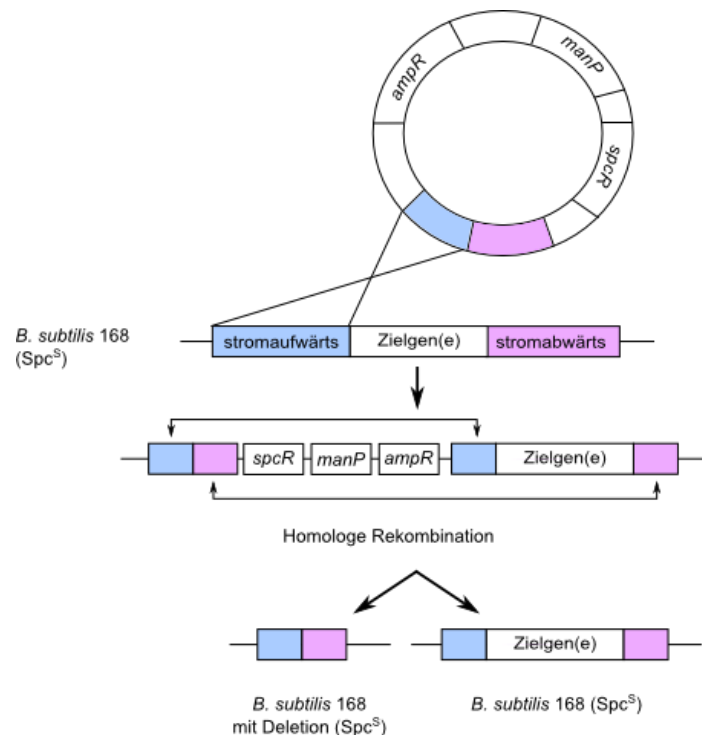 ampR
manP
spcR
B. subtilis 168
(SpcS)
stromaufwärts
Zielgen(e)
stromabwärts
spcR
manP
ampR
Zielgen(e)
Homologe Rekombination
Zielgen(e)
B. subtilis 168
mit Deletion (SpcS)
B. subtilis 168 (SpcS)